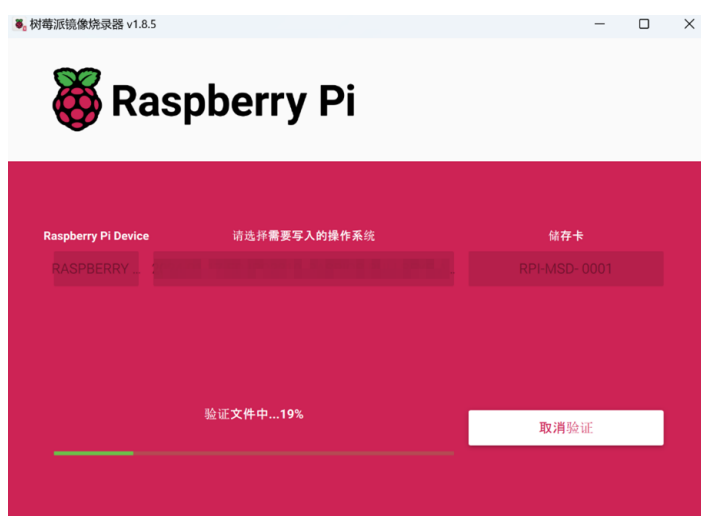 树莓派镜像烧录器 v1.8.5
Raspberry Pi
Raspberry Pi Device
请选择需要写入的操作系统
储存卡
RASPBERRY ...
RPI-MSD- 0001
验证文件中...19%
取消验证